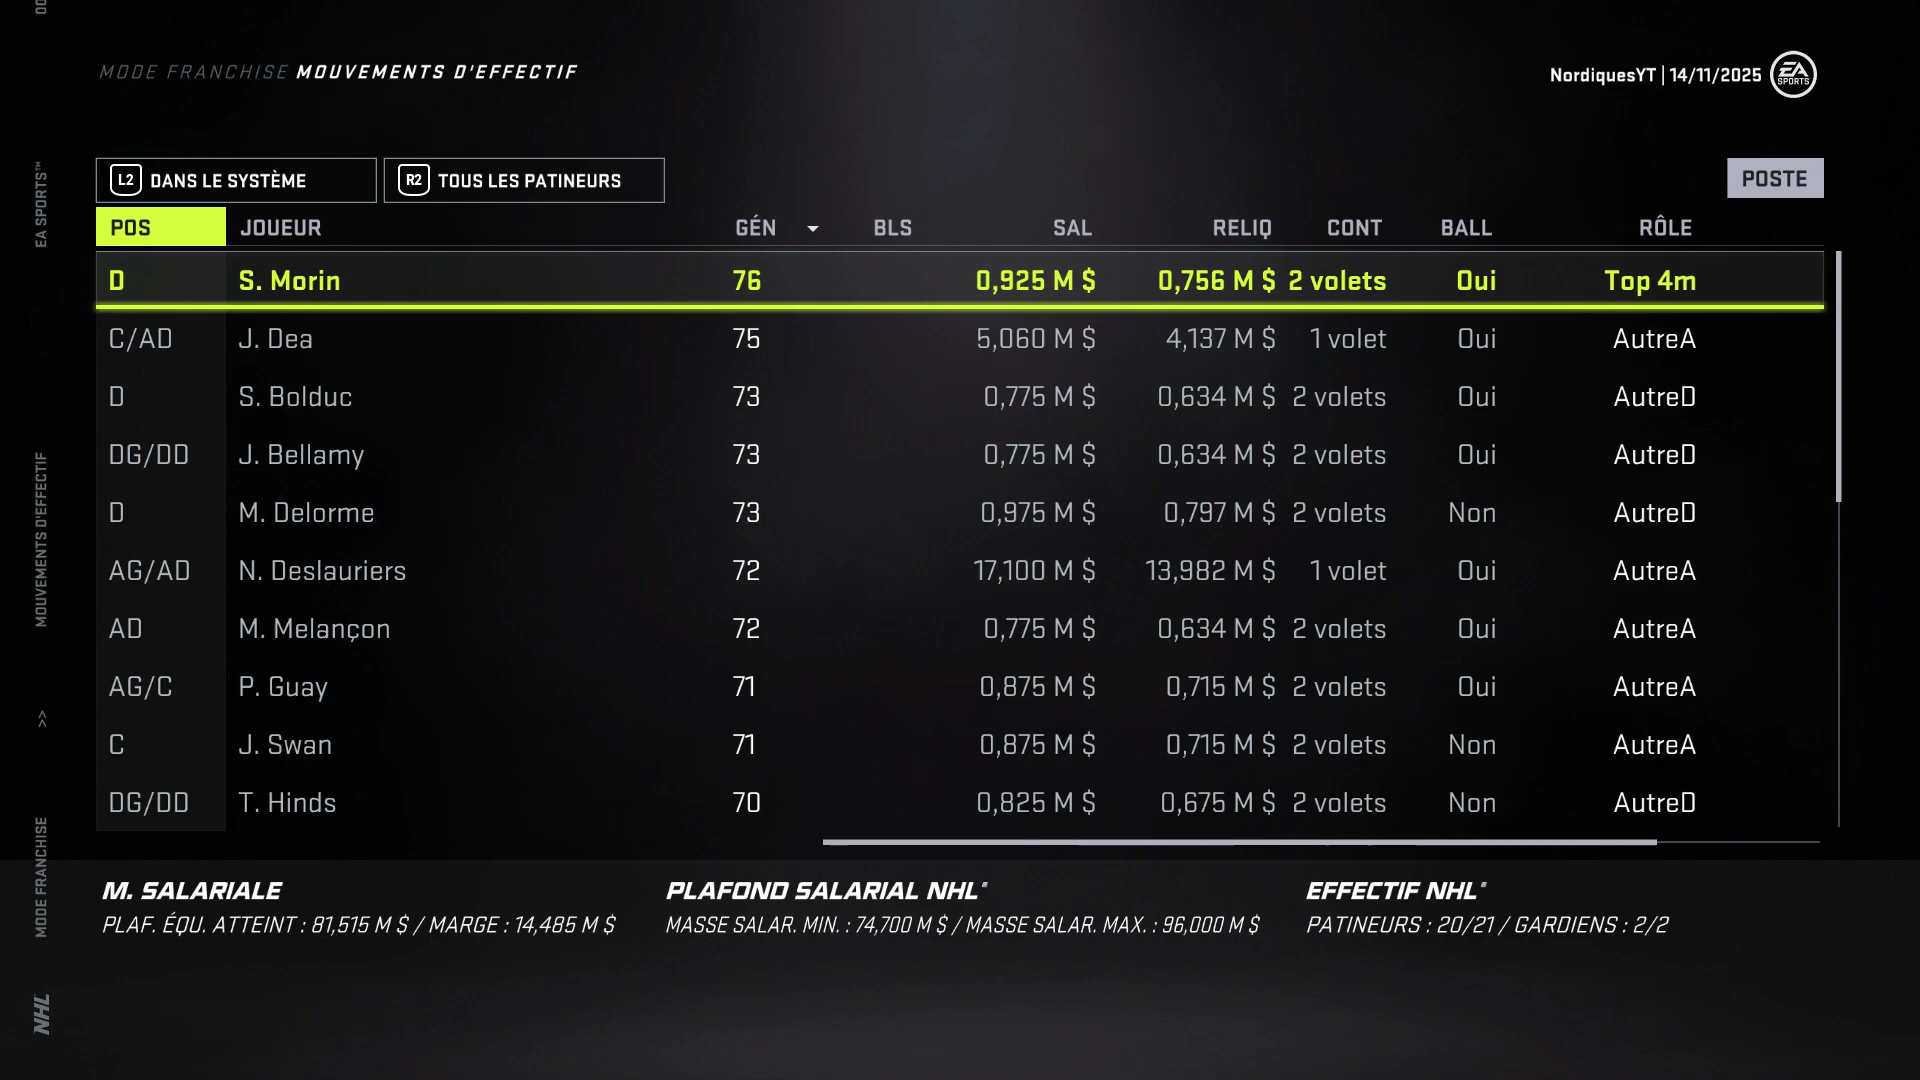 MODE FRANCHISE MOUVEMENTS D'EFFECTIF
NordiquesYT | 14/11/2025
EA SPORTS
L2 DANS LE SYSTÈME
R2 TOUS LES PATINEURS
POSTE
POS JOUEUR GÉN BLS SAL RELIQ CONT BALL RÔLE
D S. Morin 76 0,925 M $ 0,756 M $ 2 volets Oui Top 4m
C/AD J. Dea 75 5,060 M $ 4,137 M $ 1 volet Oui AutreA
D S. Bolduc 73 0,775 M $ 0,634 M $ 2 volets Oui AutreD
DG/DD J. Bellamy 73 0,775 M $ 0,634 M $ 2 volets Oui AutreD
D M. Delorme 73 0,975 M $ 0,797 M $ 2 volets Non AutreD
AG/AD N. Deslauriers 72 17,100 M $ 13,982 M $ 1 volet Oui AutreA
AD M. Melançon 72 0,775 M $ 0,634 M $ 2 volets Oui AutreA
AG/C P. Guay 71 0,875 M $ 0,715 M $ 2 volets Oui AutreA
C J. Swan 71 0,875 M $ 0,715 M $ 2 volets Non AutreA
DG/DD T. Hinds 70 0,825 M $ 0,675 M $ 2 volets Non AutreD
M. SALARIALE
PLAF. ÉQU. ATTEINT : 81,515 M $ / MARGE : 14,485 M $
PLAFOND SALARIAL NHL®
MASSE SALAR. MIN. : 74,700 M $ / MASSE SALAR. MAX. : 96,000 M $
EFFECTIF NHL®
PATINEURS : 20/21 / GARDIENS : 2/2
NHL
MODE FRANCHISE
>>
MOUVEMENTS D'EFFECTIF
EA SPORTS™